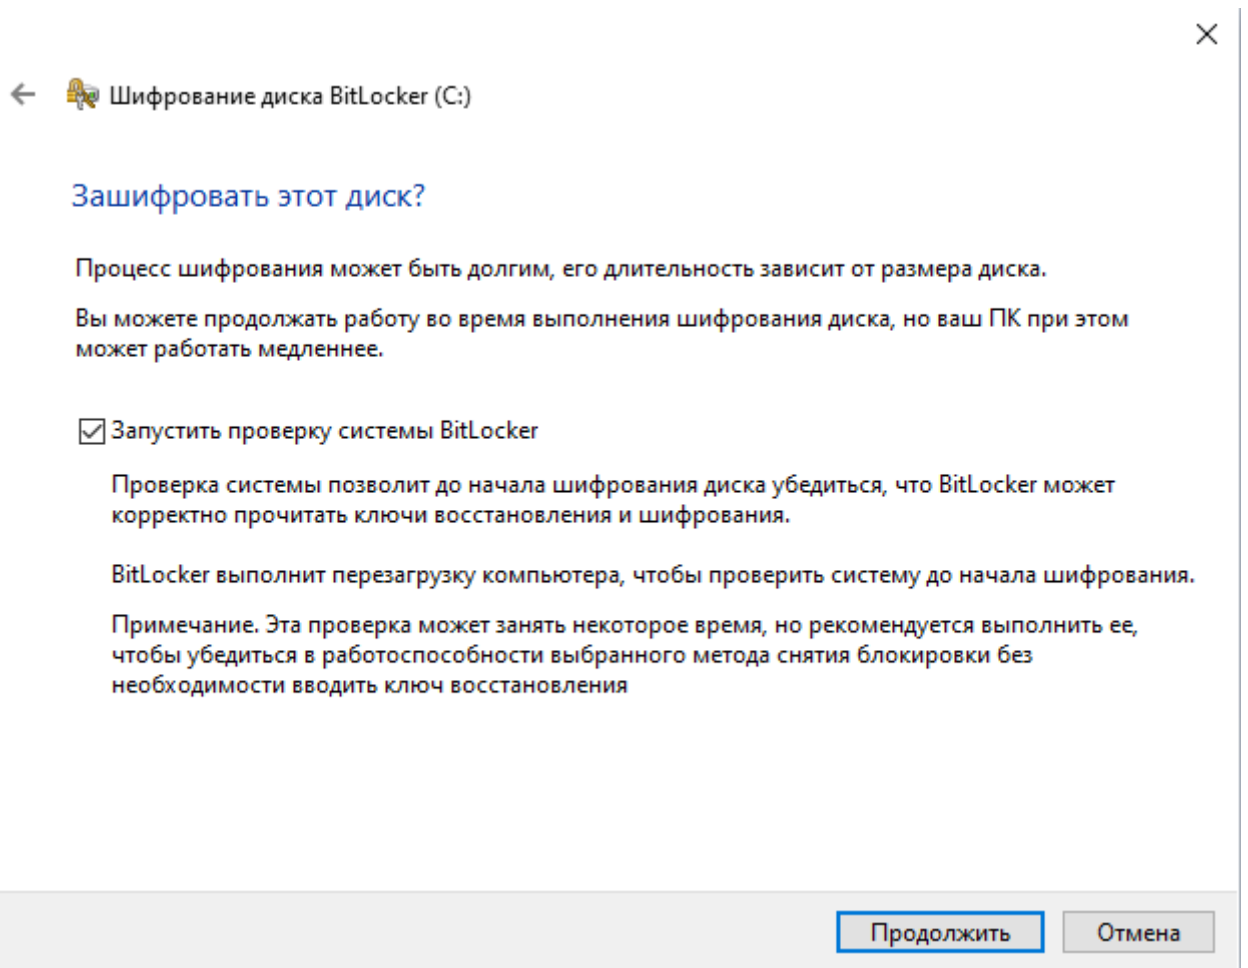 Шифрование диска BitLocker (C:)
Зашифровать этот диск?
Процесс шифрования может быть долгим, его длительность зависит от размера диска.
Вы можете продолжать работу во время выполнения шифрования диска, но ваш ПК при этом
может работать медленнее.
Запустить проверку системы BitLocker
Проверка системы позволит до начала шифрования диска убедиться, что BitLocker может
корректно прочитать ключи восстановления и шифрования.
BitLocker выполнит перезагрузку компьютера, чтобы проверить систему до начала шифрования.
Примечание. Эта проверка может занять некоторое время, но рекомендуется выполнить ее,
чтобы убедиться в работоспособности выбранного метода снятия блокировки без
необходимости вводить ключ восстановления
Продолжить
Отмена